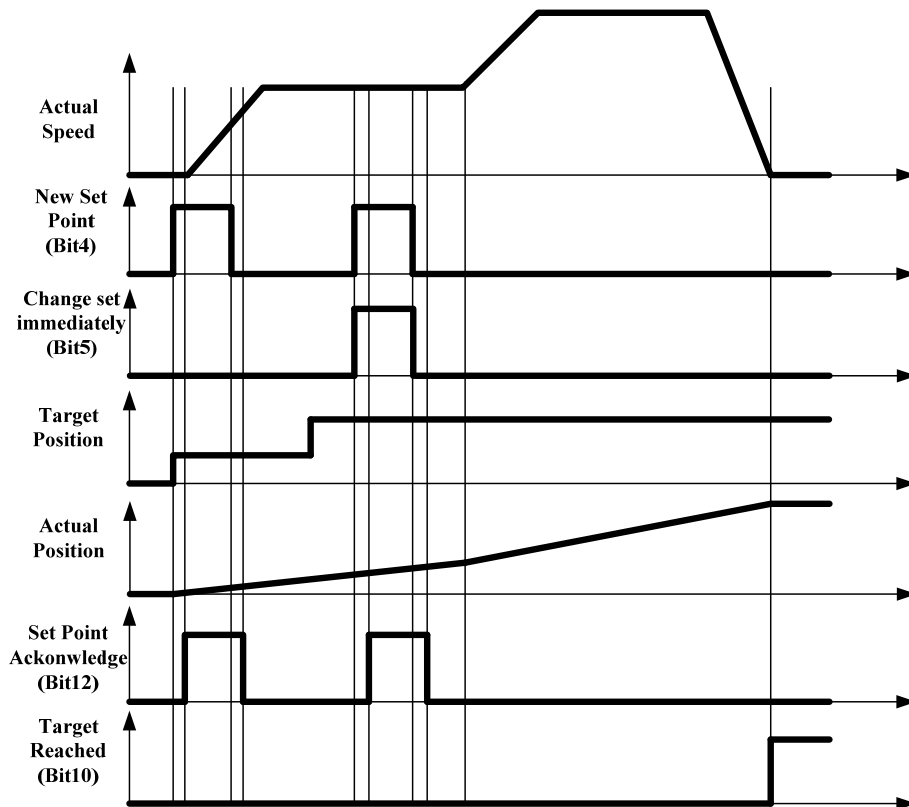 Actual
Speed
New Set
Point
(Bit4)
Change set
immediately
(Bit5)
Target
Position
Actual
Position
Set Point
Ackonwledge
(Bit12)
Target
Reached
(Bit10)